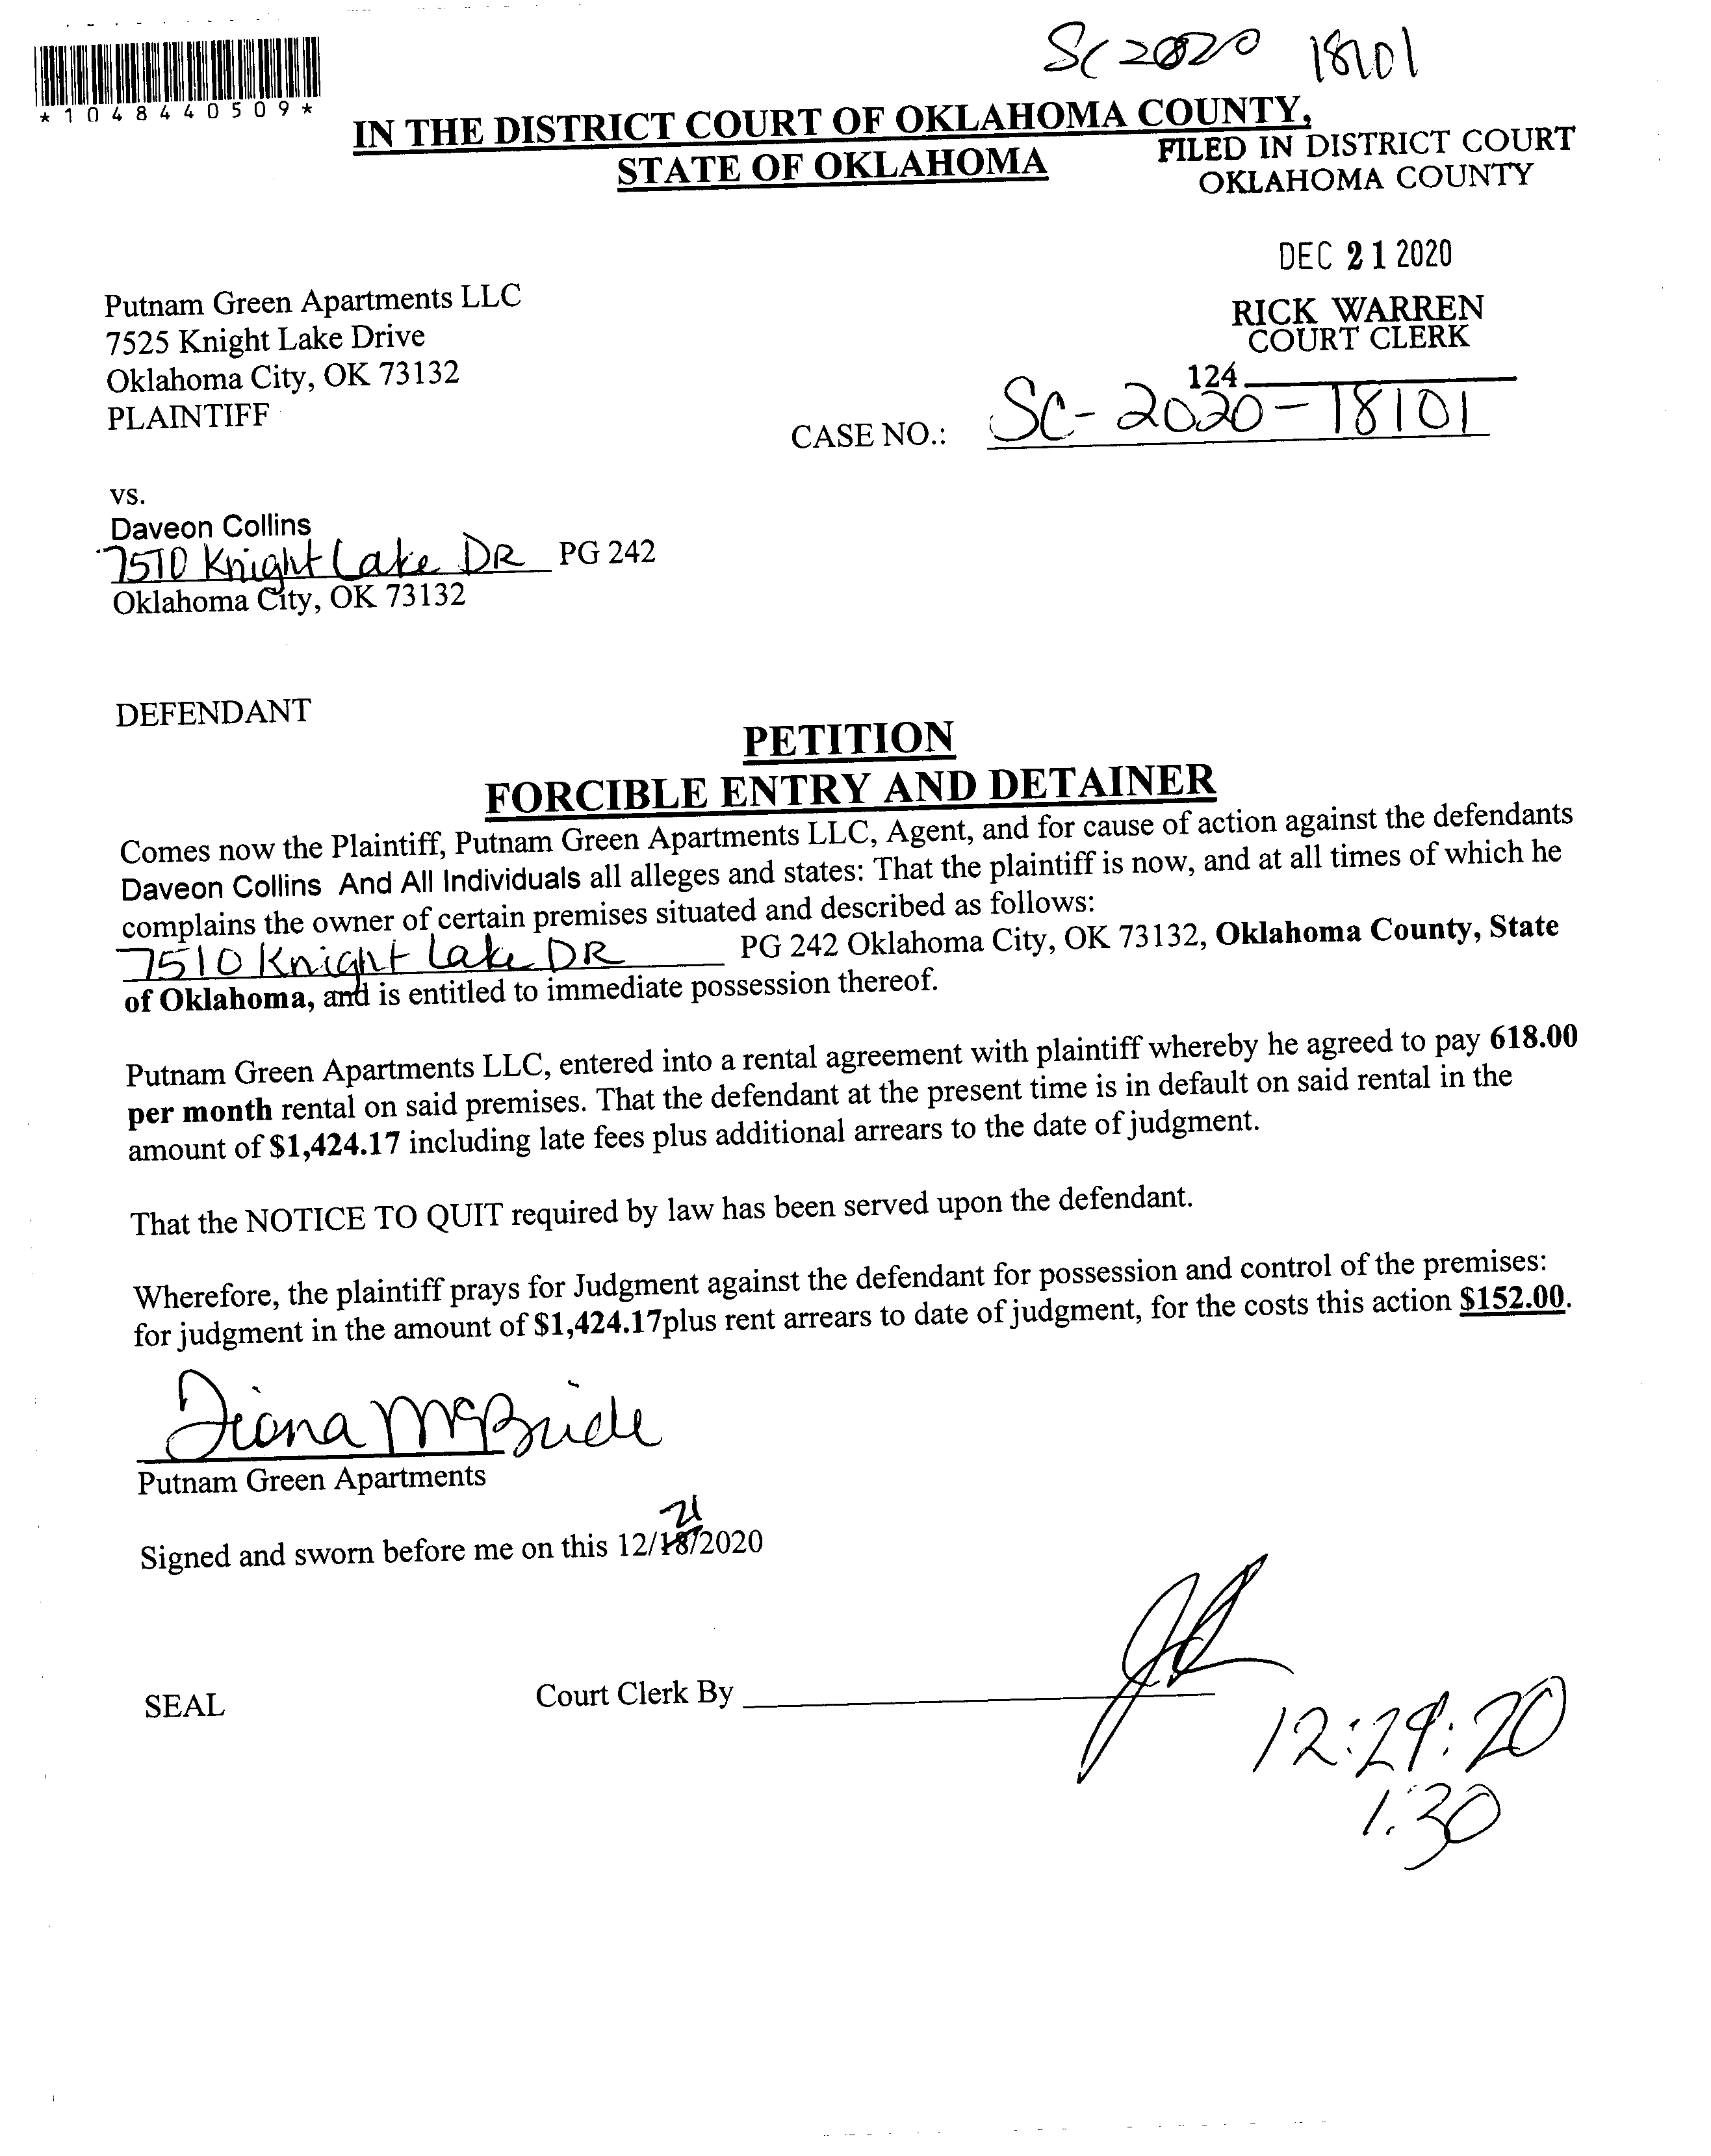 SC 2020 18101
*1048440509*
IN THE DISTRICT COURT OF OKLAHOMA COUNTY,
STATE OF OKLAHOMA
FILED IN DISTRICT COURT
OKLAHOMA COUNTY
DEC 21 2020
RICK WARREN
COURT CLERK
124
Putnam Green Apartments LLC
7525 Knight Lake Drive
Oklahoma City, OK 73132
PLAINTIFF
CASE NO.: SC-2020-18101
vs.
Daveon Collins
7510 Knight Lake DR PG 242
Oklahoma City, OK 73132
DEFENDANT
PETITION
FORCIBLE ENTRY AND DETAINER
Comes now the Plaintiff, Putnam Green Apartments LLC, Agent, and for cause of action against the defendants
Daveon Collins And All Individuals all alleges and states: That the plaintiff is now, and at all times of which he
complains the owner of certain premises situated and described as follows:
7510 Knight Lake DR PG 242 Oklahoma City, OK 73132, Oklahoma County, State
of Oklahoma, and is entitled to immediate possession thereof.
Putnam Green Apartments LLC, entered into a rental agreement with plaintiff whereby he agreed to pay 618.00
per month rental on said premises. That the defendant at the present time is in default on said rental in the
amount of $1,424.17 including late fees plus additional arrears to the date of judgment.
That the NOTICE TO QUIT required by law has been served upon the defendant.
Wherefore, the plaintiff prays for Judgment against the defendant for possession and control of the premises:
for judgment in the amount of $1,424.17plus rent arrears to date of judgment, for the costs this action $152.00.
Diana McBride
Putnam Green Apartments
21
Signed and sworn before me on this 12/18/2020
SEAL
Court Clerk By
12:29:20
1:30